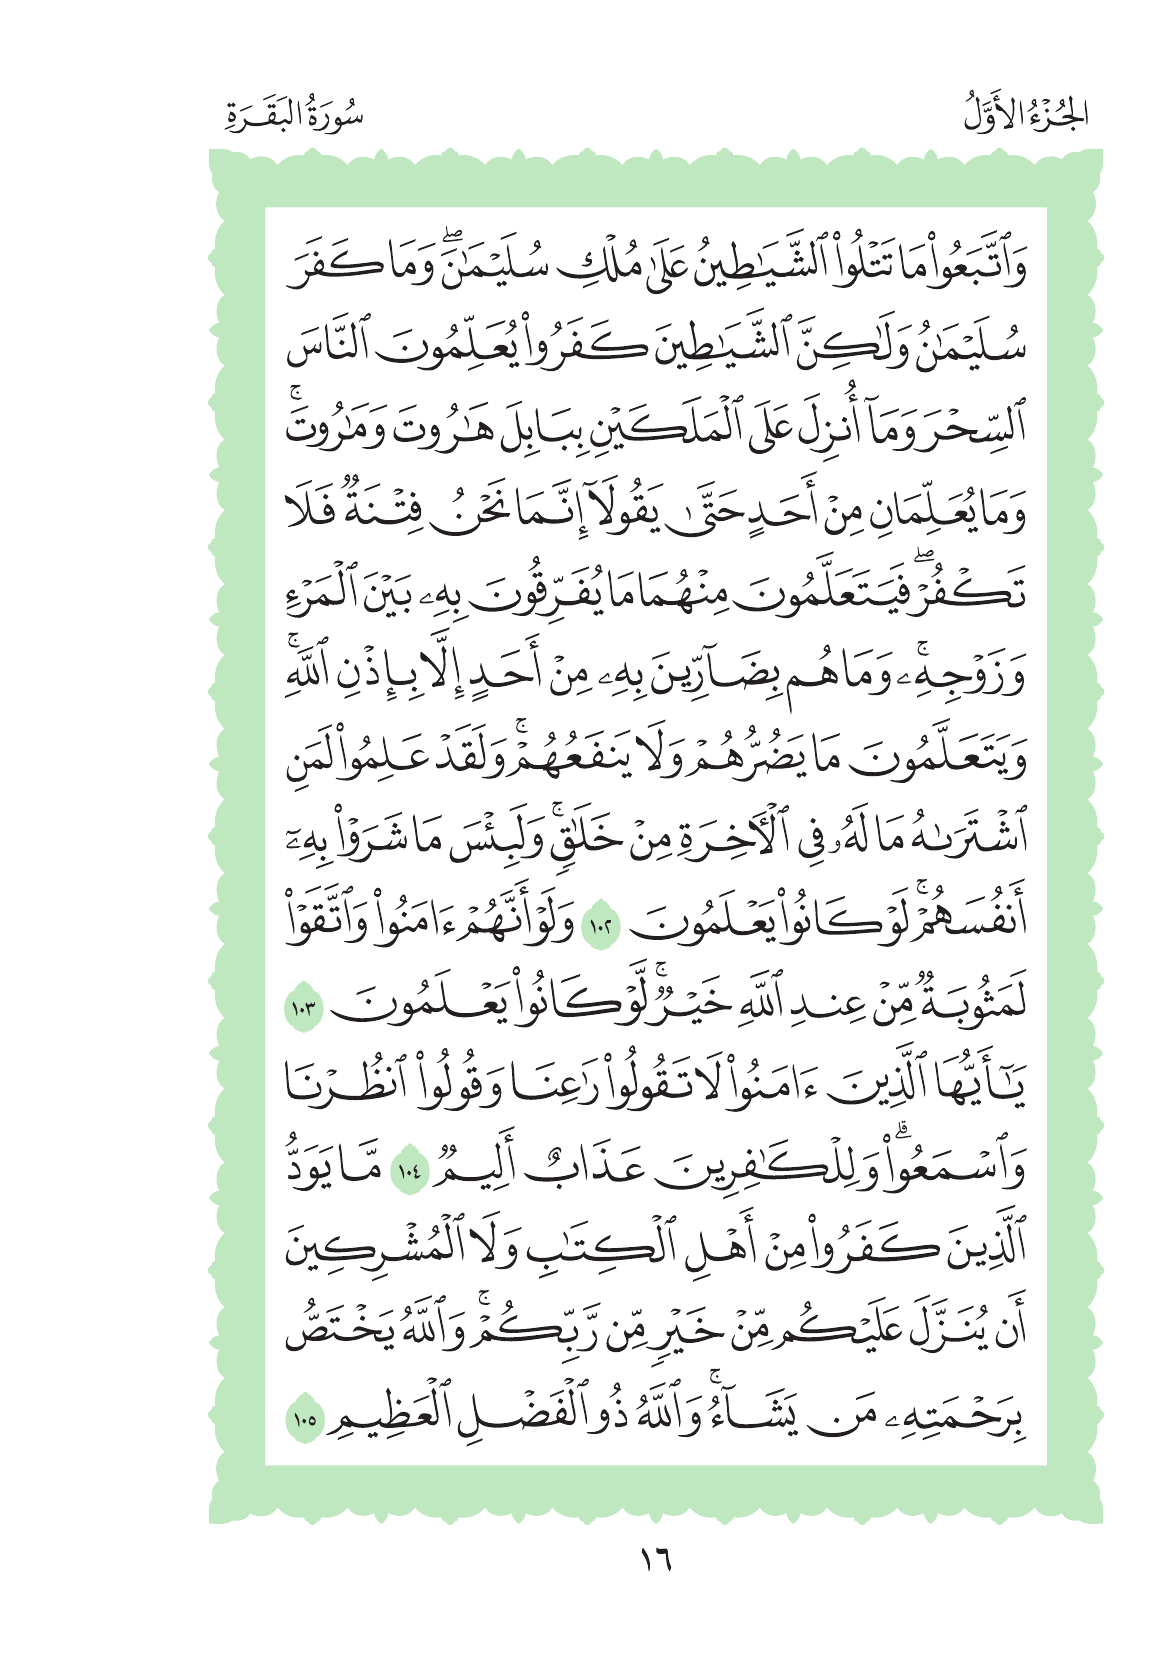 الجُزْءُ الأَوَّلُ
سُورَةُ البَقَرَةِ
وَٱتَّبَعُوا۟ مَا تَتْلُوا۟ ٱلشَّيَـٰطِينُ عَلَىٰ مُلْكِ سُلَيْمَـٰنَۖ وَمَا كَفَرَ
سُلَيْمَـٰنُ وَلَـٰكِنَّ ٱلشَّيَـٰطِينَ كَفَرُوا۟ يُعَلِّمُونَ ٱلنَّاسَ
ٱلسِّحْرَ وَمَآ أُنزِلَ عَلَى ٱلْمَلَكَيْنِ بِبَابِلَ هَـٰرُوتَ وَمَـٰرُوتَۚ
وَمَا يُعَلِّمَانِ مِنْ أَحَدٍ حَتَّىٰ يَقُولَآ إِنَّمَا نَحْنُ فِتْنَةٌ فَلَا
تَكْفُرْۖ فَيَتَعَلَّمُونَ مِنْهُمَا مَا يُفَرِّقُونَ بِهِۦ بَيْنَ ٱلْمَرْءِ
وَزَوْجِهِۦۚ وَمَا هُم بِضَآرِّينَ بِهِۦ مِنْ أَحَدٍ إِلَّا بِإِذْنِ ٱللَّهِۚ
وَيَتَعَلَّمُونَ مَا يَضُرُّهُمْ وَلَا يَنفَعُهُمْۚ وَلَقَدْ عَلِمُوا۟ لَمَنِ
ٱشْتَرَىٰهُ مَا لَهُۥ فِى ٱلْـَٔاخِرَةِ مِنْ خَلَـٰقٍۚ وَلَبِئْسَ مَا شَرَوْا۟ بِهِۦٓ
أَنفُسَهُمْۚ لَوْ كَانُوا۟ يَعْلَمُونَ ١٠٢ وَلَوْ أَنَّهُمْ ءَامَنُوا۟ وَٱتَّقَوْا۟
لَمَثُوبَةٌ مِّنْ عِندِ ٱللَّهِ خَيْرٌۚ لَّوْ كَانُوا۟ يَعْلَمُونَ ١٠٣
يَـٰٓأَيُّهَا ٱلَّذِينَ ءَامَنُوا۟ لَا تَقُولُوا۟ رَٰعِنَا وَقُولُوا۟ ٱنظُرْنَا
وَٱسْمَعُوا۟ۗ وَلِلْكَـٰفِرِينَ عَذَابٌ أَلِيمٌ ١٠٤ مَّا يَوَدُّ
ٱلَّذِينَ كَفَرُوا۟ مِنْ أَهْلِ ٱلْكِتَـٰبِ وَلَا ٱلْمُشْرِكِينَ
أَن يُنَزَّلَ عَلَيْكُم مِّنْ خَيْرٍ مِّن رَّبِّكُمْۚ وَٱللَّهُ يَخْتَصُّ
بِرَحْمَتِهِۦ مَن يَشَآءُۚ وَٱللَّهُ ذُو ٱلْفَضْلِ ٱلْعَظِيمِ ١٠٥
١٦